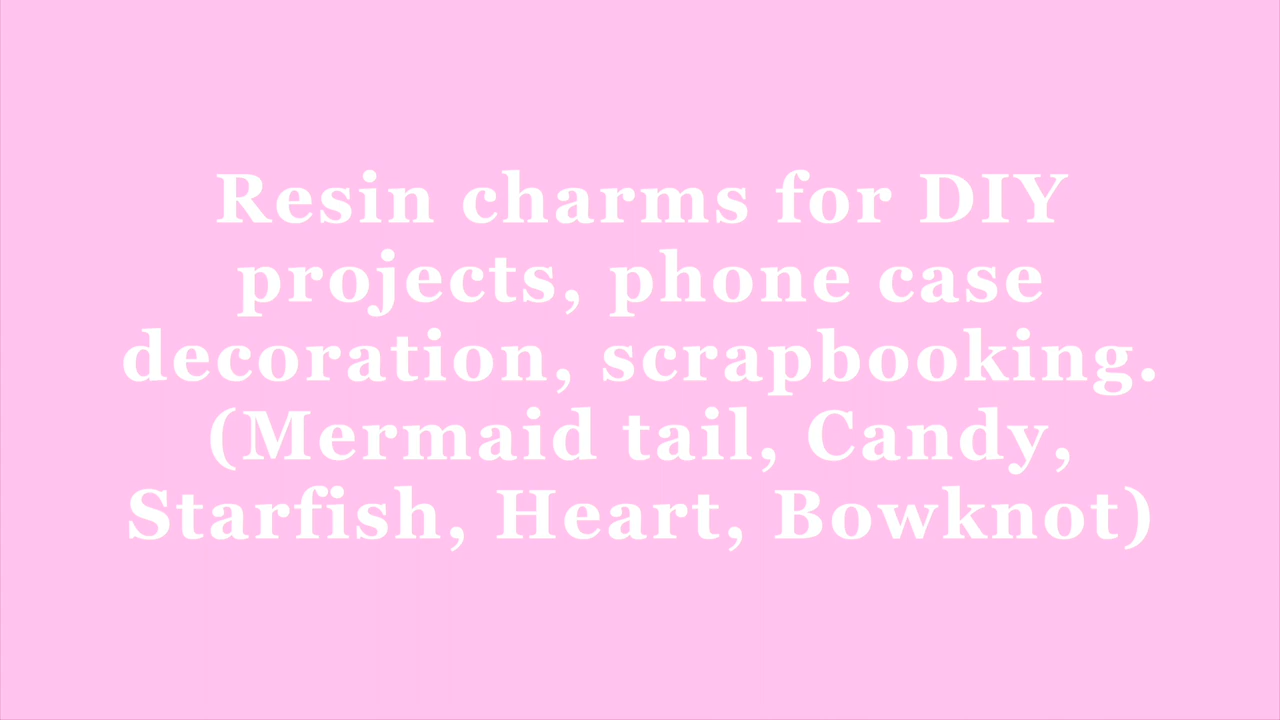 Resin charms for DIY
projects, phone case
decoration, scrapbooking.
(Mermaid tail, Candy,
Starfish, Heart, Bowknot)